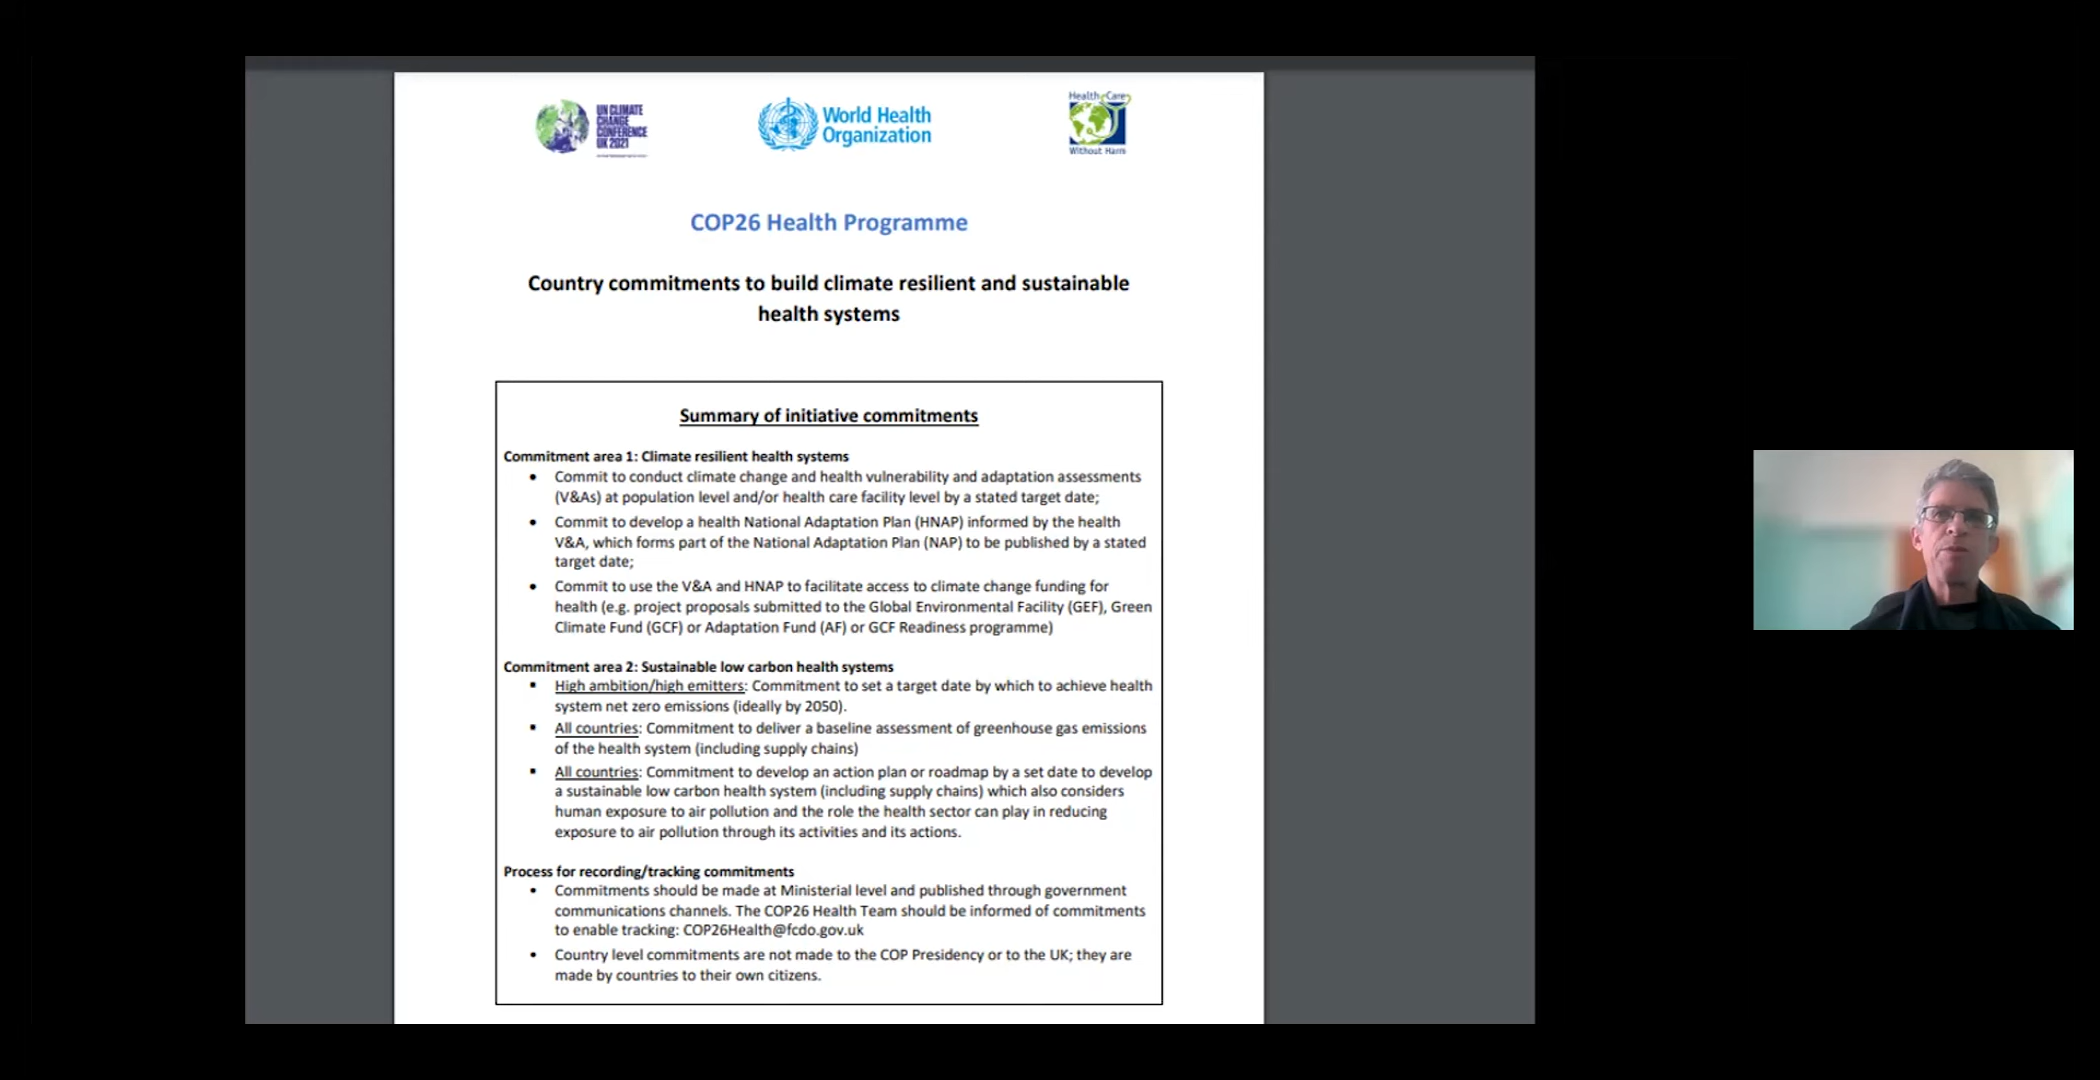 UN CLIMATE
CHANGE
CONFERENCE
UK 2021
World Health
Organization
Health Care
Without Harm
COP26 Health Programme
Country commitments to build climate resilient and sustainable
health systems
Summary of initiative commitments
Commitment area 1: Climate resilient health systems
• Commit to conduct climate change and health vulnerability and adaptation assessments
(V&As) at population level and/or health care facility level by a stated target date;
• Commit to develop a health National Adaptation Plan (HNAP) informed by the health
V&A, which forms part of the National Adaptation Plan (NAP) to be published by a stated
target date;
• Commit to use the V&A and HNAP to facilitate access to climate change funding for
health (e.g. project proposals submitted to the Global Environmental Facility (GEF), Green
Climate Fund (GCF) or Adaptation Fund (AF) or GCF Readiness programme)
Commitment area 2: Sustainable low carbon health systems
▪ High ambition/high emitters: Commitment to set a target date by which to achieve health
system net zero emissions (ideally by 2050).
▪ All countries: Commitment to deliver a baseline assessment of greenhouse gas emissions
of the health system (including supply chains)
▪ All countries: Commitment to develop an action plan or roadmap by a set date to develop
a sustainable low carbon health system (including supply chains) which also considers
human exposure to air pollution and the role the health sector can play in reducing
exposure to air pollution through its activities and its actions.
Process for recording/tracking commitments
• Commitments should be made at Ministerial level and published through government
communications channels. The COP26 Health Team should be informed of commitments
to enable tracking: COP26Health@fcdo.gov.uk
• Country level commitments are not made to the COP Presidency or to the UK; they are
made by countries to their own citizens.